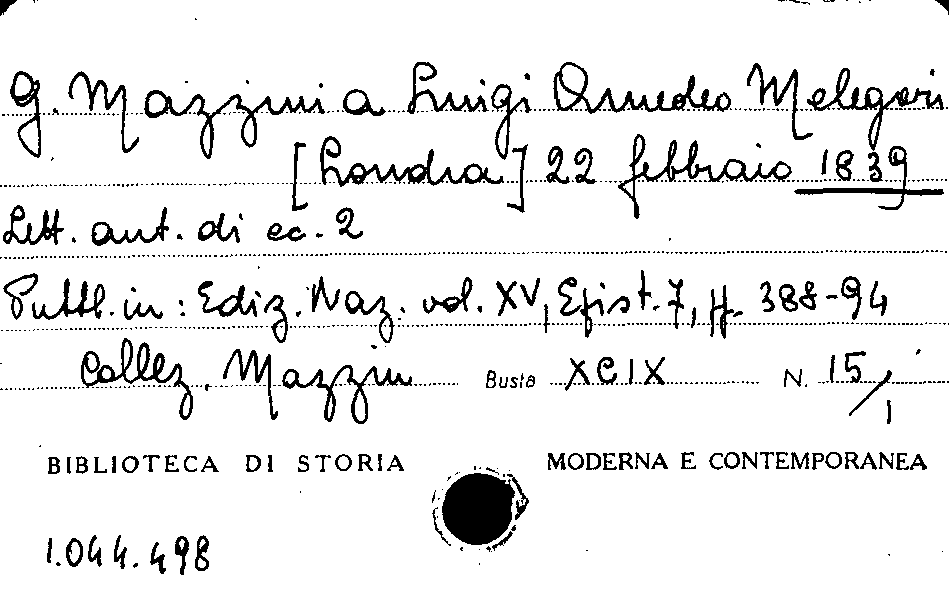 G. Mazzini a Luigi Amedeo Melegari
[Londra] 22 febbraio 1839
Lett. aut. di cc. 2
Pubbl. in: Ediz. Naz. vol. XV, Epist. 7, pp. 388-94
Collez. Mazzini Busta XCIX N. 15/1
BIBLIOTECA DI STORIA MODERNA E CONTEMPORANEA
1.044.498